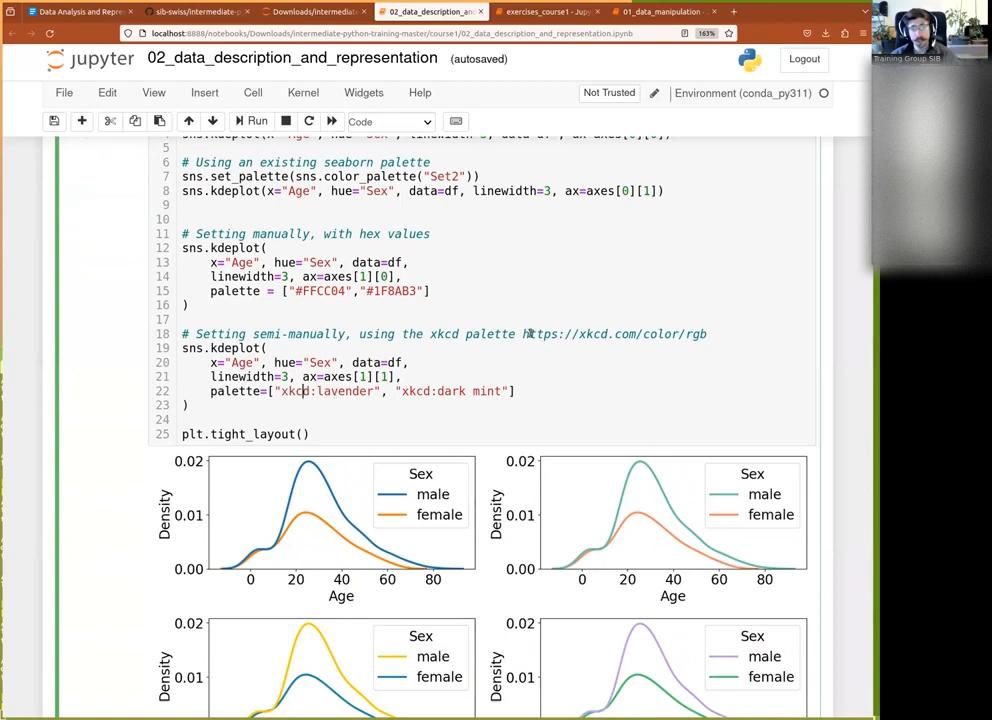 Data Analysis and Repres
sib-swiss/intermediate-p
Downloads/intermediate
02_data_description_and
exercises_course1 - Jupyt
01_data_manipulation -
localhost:8888/notebooks/Downloads/intermediate-python-training-master/course1/02_data_description_and_representation.ipynb
163%
Training Group SIB
jupyter 02_data_description_and_representation (autosaved)
Logout
File Edit View Insert Cell Kernel Widgets Help
Not Trusted
Environment (conda_py311)
Run
Code
5
6 # Using an existing seaborn palette
7 sns.set_palette(sns.color_palette("Set2"))
8 sns.kdeplot(x="Age", hue="Sex", data=df, linewidth=3, ax=axes[0][1])
9
10
11 # Setting manually, with hex values
12 sns.kdeplot(
13 x="Age", hue="Sex", data=df,
14 linewidth=3, ax=axes[1][0],
15 palette = ["#FFCC04","#1F8AB3"]
16 )
17
18 # Setting semi-manually, using the xkcd palette https://xkcd.com/color/rgb
19 sns.kdeplot(
20 x="Age", hue="Sex", data=df,
21 linewidth=3, ax=axes[1][1],
22 palette=["xkcd:lavender", "xkcd:dark mint"]
23 )
24
25 plt.tight_layout()
0.02
0.01
0.00
Density
0 20 40 60 80
Age
Sex
male
female
0.02
0.01
0.00
Density
0 20 40 60 80
Age
Sex
male
female
0.02
0.01
Density
Sex
male
female
0.02
0.01
Density
Sex
male
female